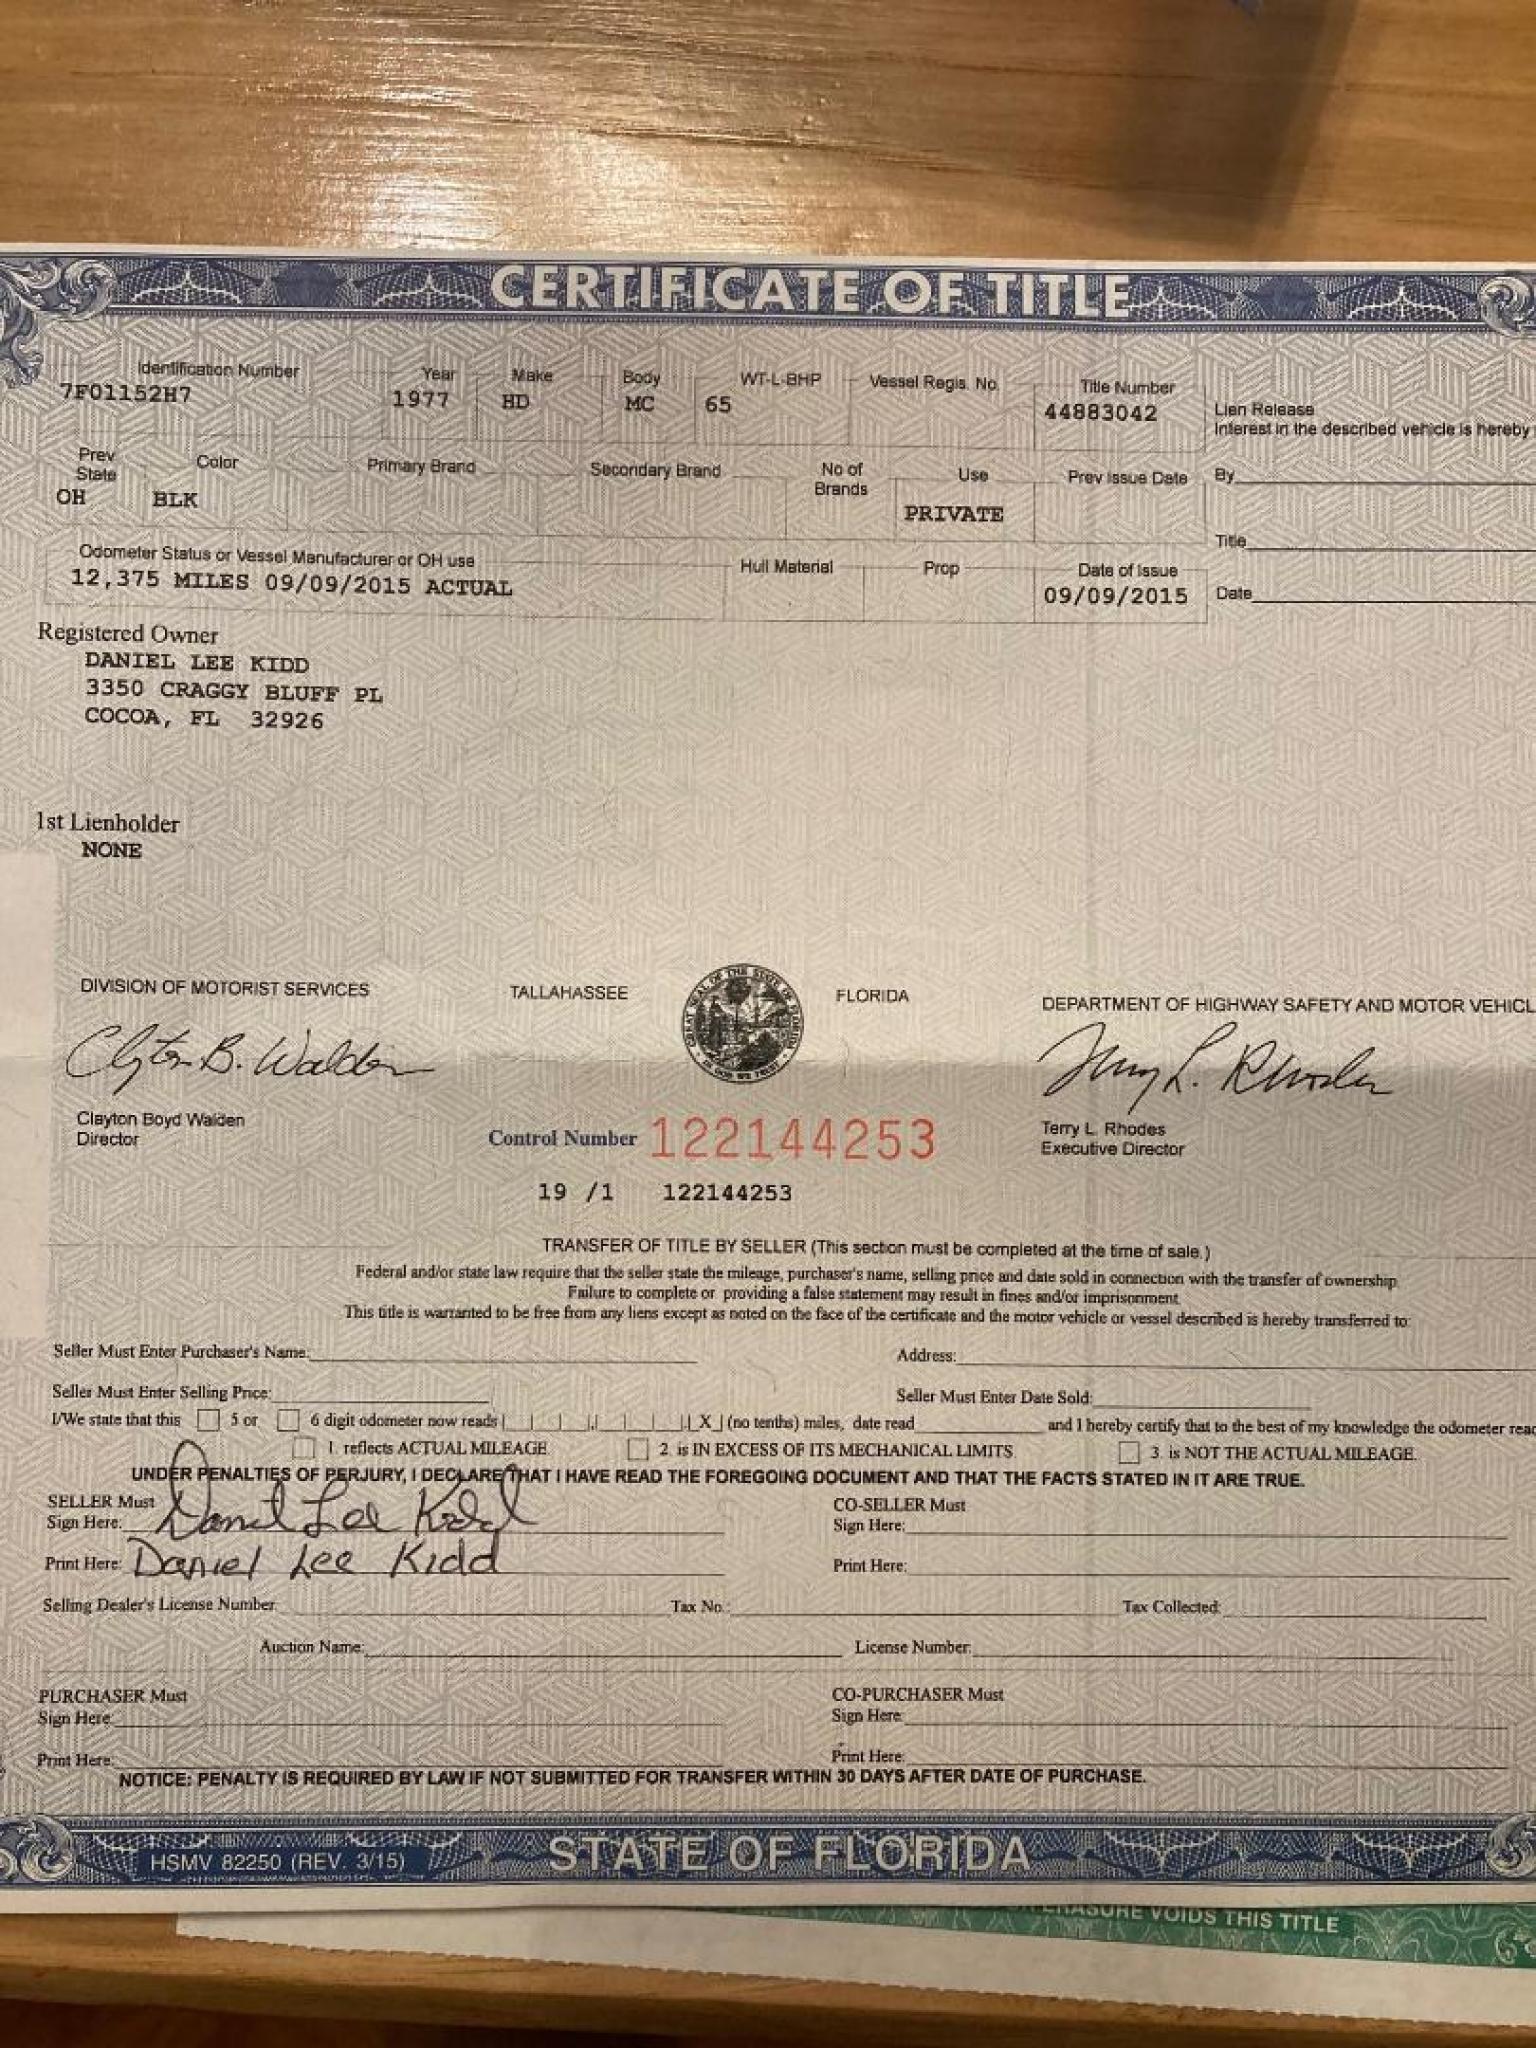 CERTIFICATE OF TITLE
Identification Number Year Make Body WT-L-BHP Vessel Regis. No. Title Number
7F01152H7 1977 HD MC 65 44883042
Lien Release
Interest in the described vehicle is hereby
Prev State Color Primary Brand Secondary Brand No of Brands Use Prev Issue Date By
OH BLK PRIVATE
Title
Odometer Status or Vessel Manufacturer or OH use Hull Material Prop Date of Issue
12,375 MILES 09/09/2015 ACTUAL 09/09/2015 Date
Registered Owner
DANIEL LEE KIDD
3350 CRAGGY BLUFF PL
COCOA, FL 32926
1st Lienholder
NONE
DIVISION OF MOTORIST SERVICES TALLAHASSEE FLORIDA DEPARTMENT OF HIGHWAY SAFETY AND MOTOR VEHICL
GREAT SEAL OF THE STATE OF FLORIDA
IN GOD WE TRUST
Clayton B. Walden Terry L. Rhodes
Clayton Boyd Walden
Director
Control Number 122144253
Terry L. Rhodes
Executive Director
19 /1 122144253
TRANSFER OF TITLE BY SELLER (This section must be completed at the time of sale.)
Federal and/or state law require that the seller state the mileage, purchaser's name, selling price and date sold in connection with the transfer of ownership.
Failure to complete or providing a false statement may result in fines and/or imprisonment.
This title is warranted to be free from any liens except as noted on the face of the certificate and the motor vehicle or vessel described is hereby transferred to:
Seller Must Enter Purchaser's Name: Address:
Seller Must Enter Selling Price: Seller Must Enter Date Sold:
I/We state that this 5 or 6 digit odometer now reads X (no tenths) miles, date read and I hereby certify that to the best of my knowledge the odometer
1. reflects ACTUAL MILEAGE. 2. is IN EXCESS OF ITS MECHANICAL LIMITS. 3. is NOT THE ACTUAL MILEAGE.
UNDER PENALTIES OF PERJURY, I DECLARE THAT I HAVE READ THE FOREGOING DOCUMENT AND THAT THE FACTS STATED IN IT ARE TRUE.
SELLER Must
Sign Here: Daniel Lee Kidd
CO-SELLER Must
Sign Here:
Print Here: Daniel Lee Kidd Print Here:
Selling Dealer's License Number: Tax No.: Tax Collected:
Auction Name: License Number:
PURCHASER Must
Sign Here:
CO-PURCHASER Must
Sign Here:
Print Here: Print Here:
NOTICE: PENALTY IS REQUIRED BY LAW IF NOT SUBMITTED FOR TRANSFER WITHIN 30 DAYS AFTER DATE OF PURCHASE.
HSMV 82250 (REV. 3/15) STATE OF FLORIDA
ERASURE VOIDS THIS TITLE